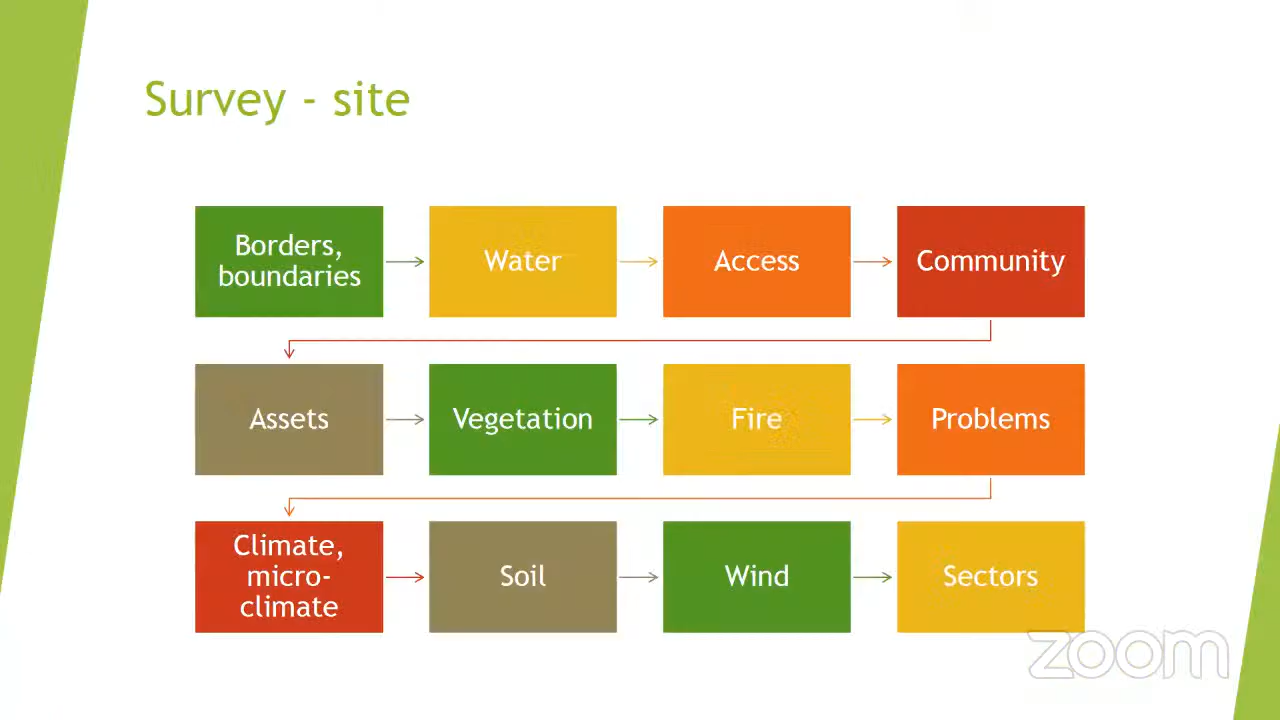 Survey - site
Borders,
boundaries
Water
Access
Community
Assets
Vegetation
Fire
Problems
Climate,
micro-
climate
Soil
Wind
Sectors
zoom